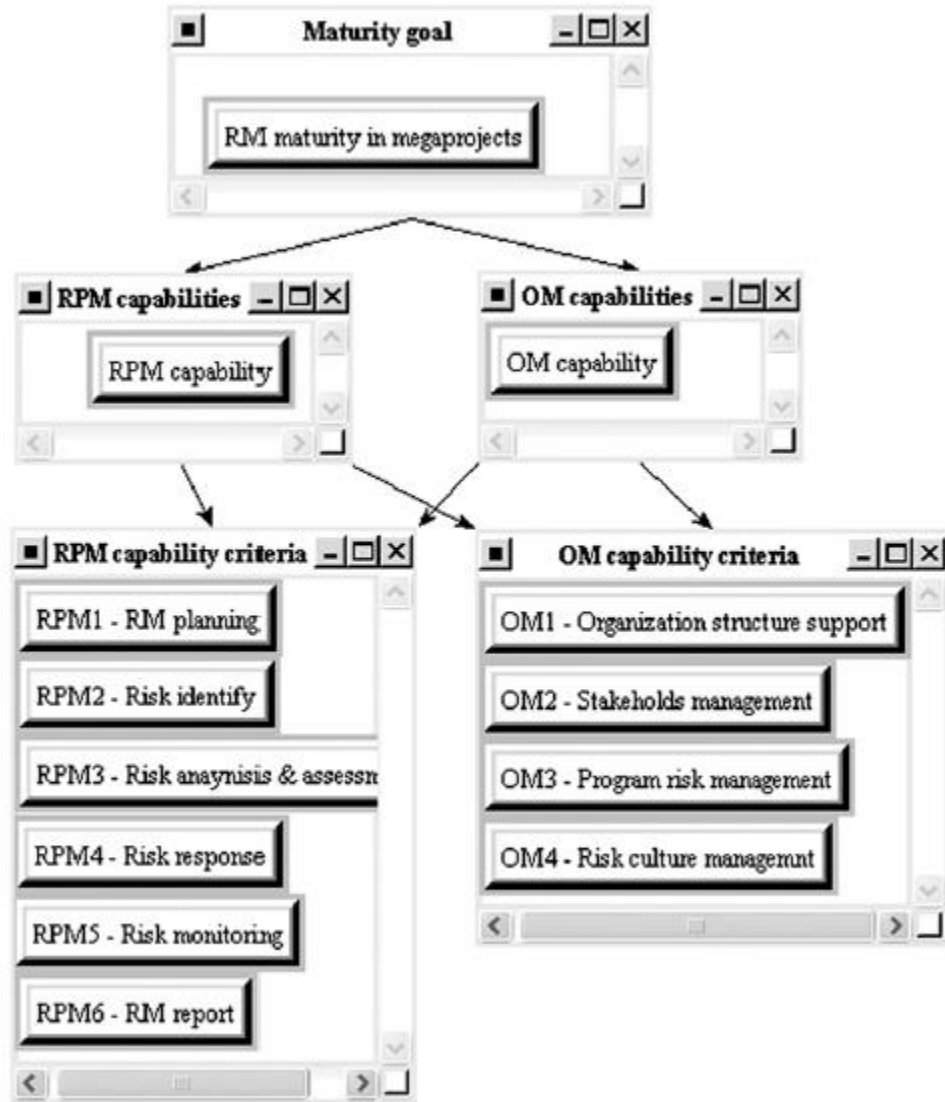 Maturity goal
RM maturity in megaprojects
RPM capabilities
RPM capability
OM capabilities
OM capability
RPM capability criteria
RPM1 - RM planning
RPM2 - Risk identify
RPM3 - Risk anaynisis & assessm
RPM4 - Risk response
RPM5 - Risk monitoring
RPM6 - RM report
OM capability criteria
OM1 - Organization structure support
OM2 - Stakeholds management
OM3 - Program risk management
OM4 - Risk culture managemnt